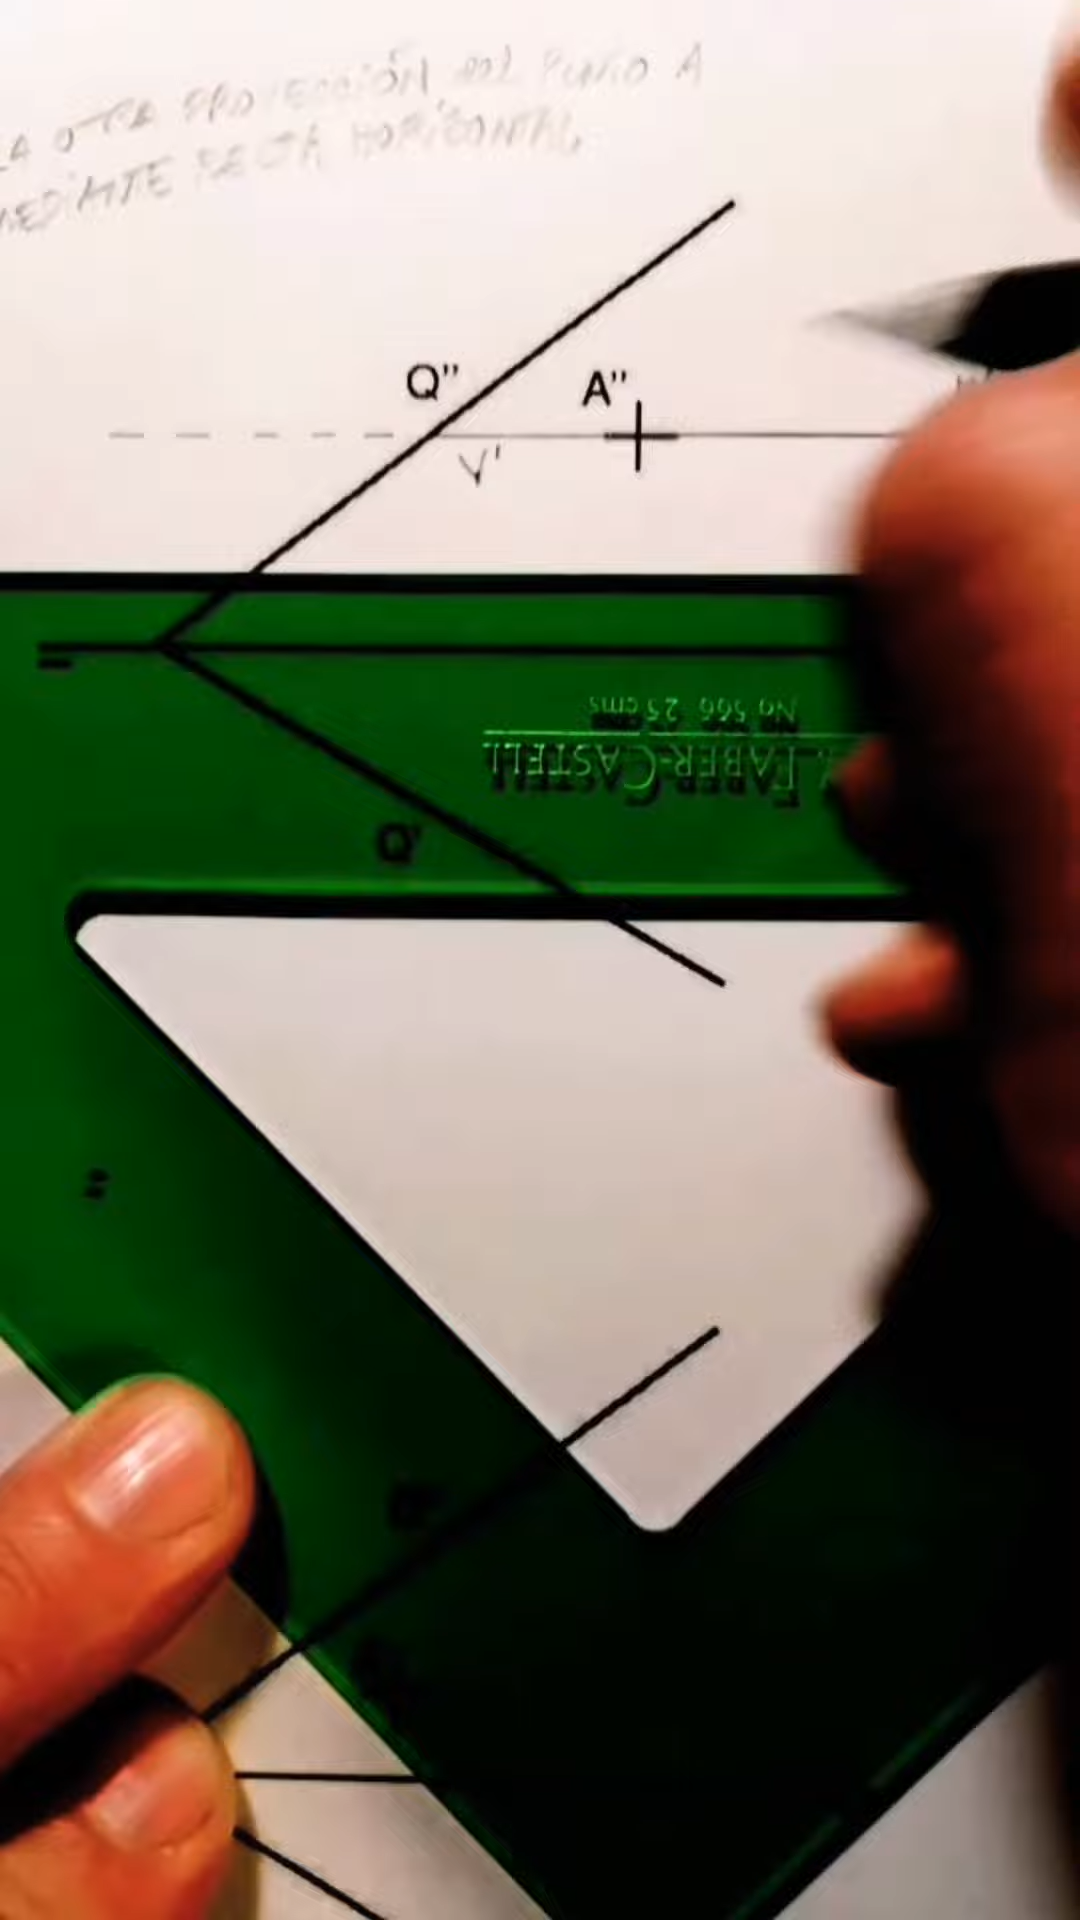 LA OTRA PROYECCIÓN DEL PUNTO A
MEDIANTE RECTA HORIZONTAL
Q" A"
V'
No 566 25 cms
FABER-CASTELL
Q'